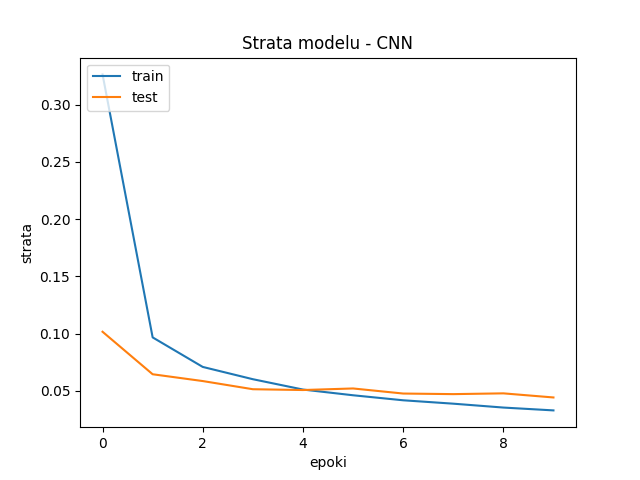 Strata modelu - CNN
train
test
0.30
0.25
0.20
0.15
0.10
0.05
strata
0
2
4
6
8
epoki